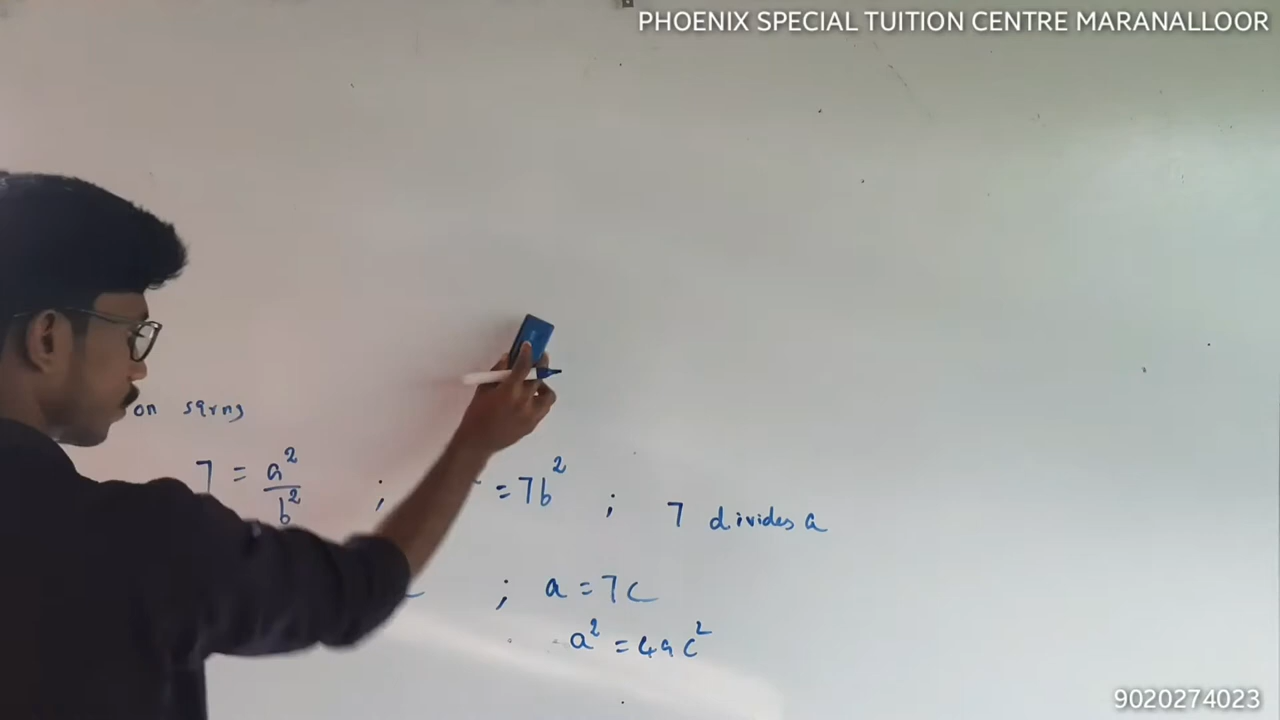 PHOENIX SPECIAL TUITION CENTRE MARANALLOOR
on sqrng
7 = a²/b² ; = 7b² ; 7 divides a
; a = 7c
a² = 49c²
9020274023